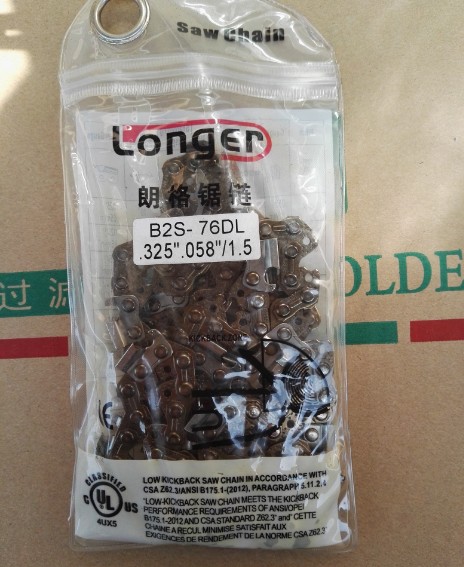 Saw Chain
Longer
朗格锯链
B2S- 76DL
.325".058"/1.5
过滤
OLDE
KICKBACK
CLASSIFIED
C UL US
4UX5
LOW KICKBACK SAW CHAIN IN ACCORDANCE WITH
CSA Z62.3/ANSI B175.1-(2012), PARAGRAPH 5.11.2.4
"LOW-KICKBACK SAW CHAIN MEETS THE KICKBACK
PERFORMANCE REQUIREMENTS OF ANSI/OPEI
B175.1-2012 AND CSA STANDARD Z62.3" and" CETTE
CHAINE A RECUL MINIMISE SATISFAIT AUX
EXIGENCES DE RENDEMENT DE LA NORME CSA Z62.3"